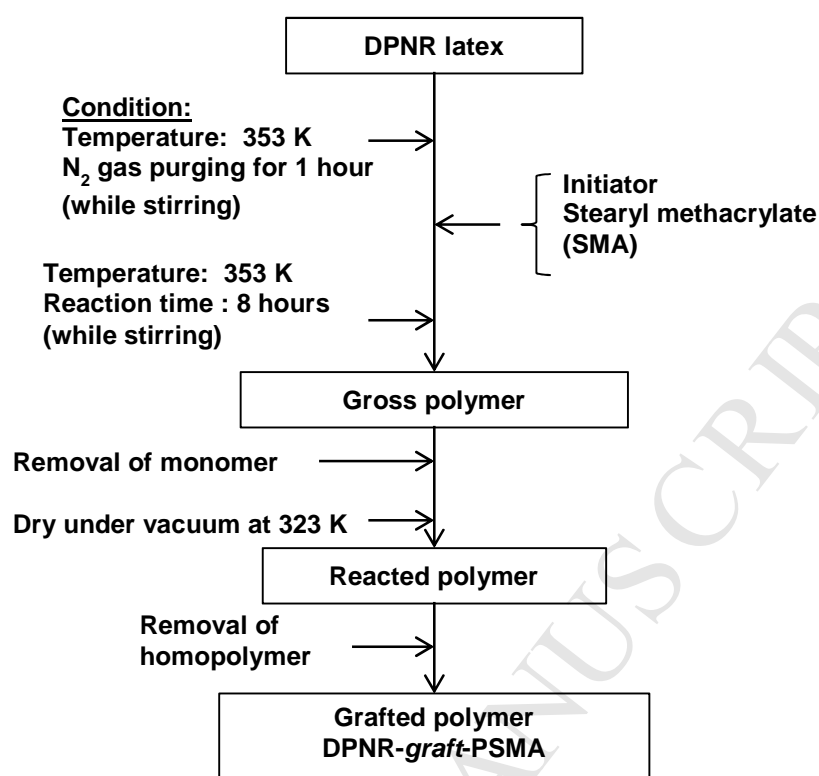 DPNR latex
Condition:
Temperature: 353 K
N2 gas purging for 1 hour
(while stirring)
Initiator
Stearyl methacrylate
(SMA)
Temperature: 353 K
Reaction time : 8 hours
(while stirring)
Gross polymer
Removal of monomer
Dry under vacuum at 323 K
Reacted polymer
Removal of
homopolymer
Grafted polymer
DPNR-graft-PSMA
ANUSCRIP